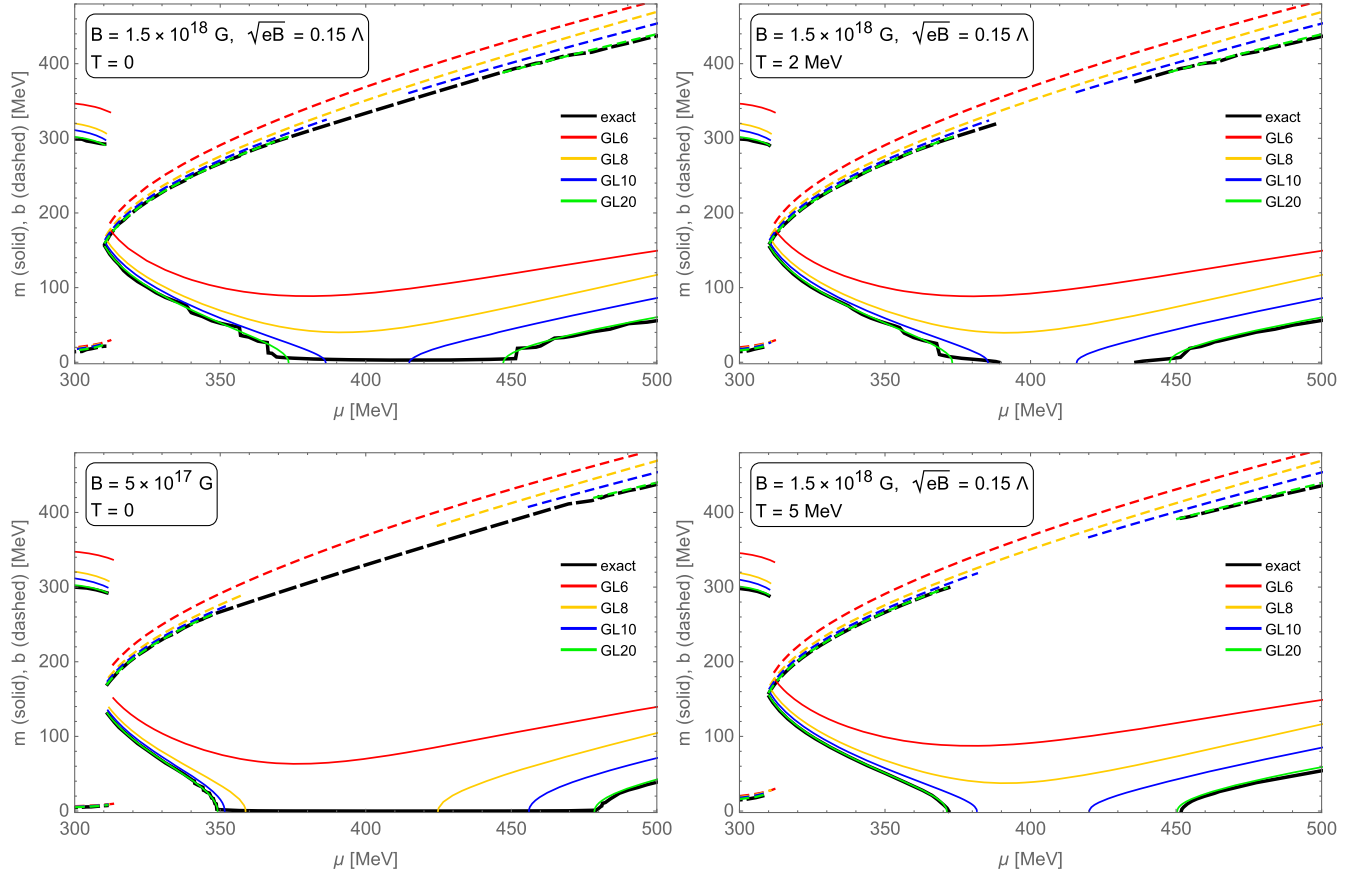 B = 1.5 × 10^18 G, √eB = 0.15 Λ
T = 0
exact
GL6
GL8
GL10
GL20
m (solid), b (dashed) [MeV]
400
300
200
100
0
300 350 400 450 500
μ [MeV]
B = 1.5 × 10^18 G, √eB = 0.15 Λ
T = 2 MeV
exact
GL6
GL8
GL10
GL20
m (solid), b (dashed) [MeV]
400
300
200
100
0
300 350 400 450 500
μ [MeV]
B = 5 × 10^17 G
T = 0
exact
GL6
GL8
GL10
GL20
m (solid), b (dashed) [MeV]
400
300
200
100
0
300 350 400 450 500
μ [MeV]
B = 1.5 × 10^18 G, √eB = 0.15 Λ
T = 5 MeV
exact
GL6
GL8
GL10
GL20
m (solid), b (dashed) [MeV]
400
300
200
100
0
300 350 400 450 500
μ [MeV]